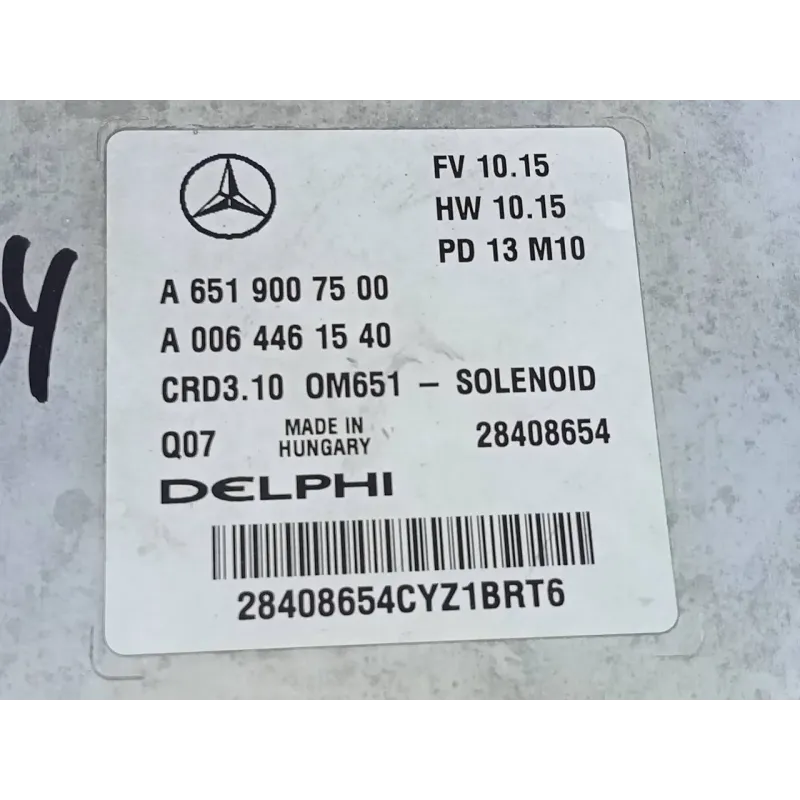 FV 10.15
HW 10.15
PD 13 M10
A 651 900 75 00
A 006 446 15 40
CRD3.10 OM651 – SOLENOID
Q07 MADE IN HUNGARY 28408654
DELPHI
28408654CYZ1BRT6